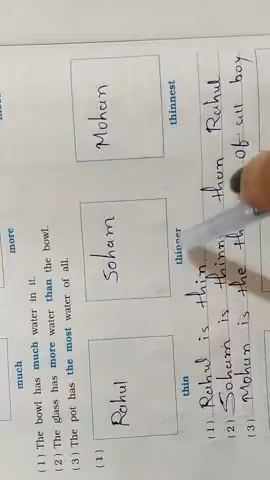 much more
(1) The bowl has much water in it.
(2) The glass has more water than the bowl.
(3) The pot has the most water of all.
(1)
Rahul Soham Mohan
thin thinner thinnest
(1) Rahul is thin
(2) Soham is than Rahul
(3) Mohan is the of all boy